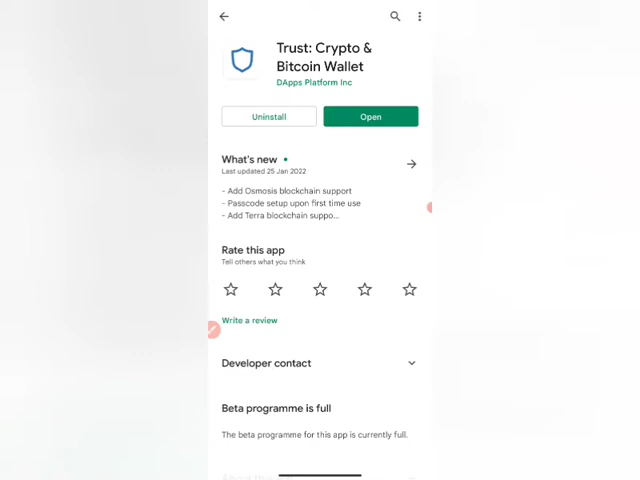 Trust: Crypto &
Bitcoin Wallet
DApps Platform Inc
Uninstall
Open
What's new
Last updated 25 Jan 2022
- Add Osmosis blockchain support
- Passcode setup upon first time use
- Add Terra blockchain suppo...
Rate this app
Tell others what you think
Write a review
Developer contact
Beta programme is full
The beta programme for this app is currently full.